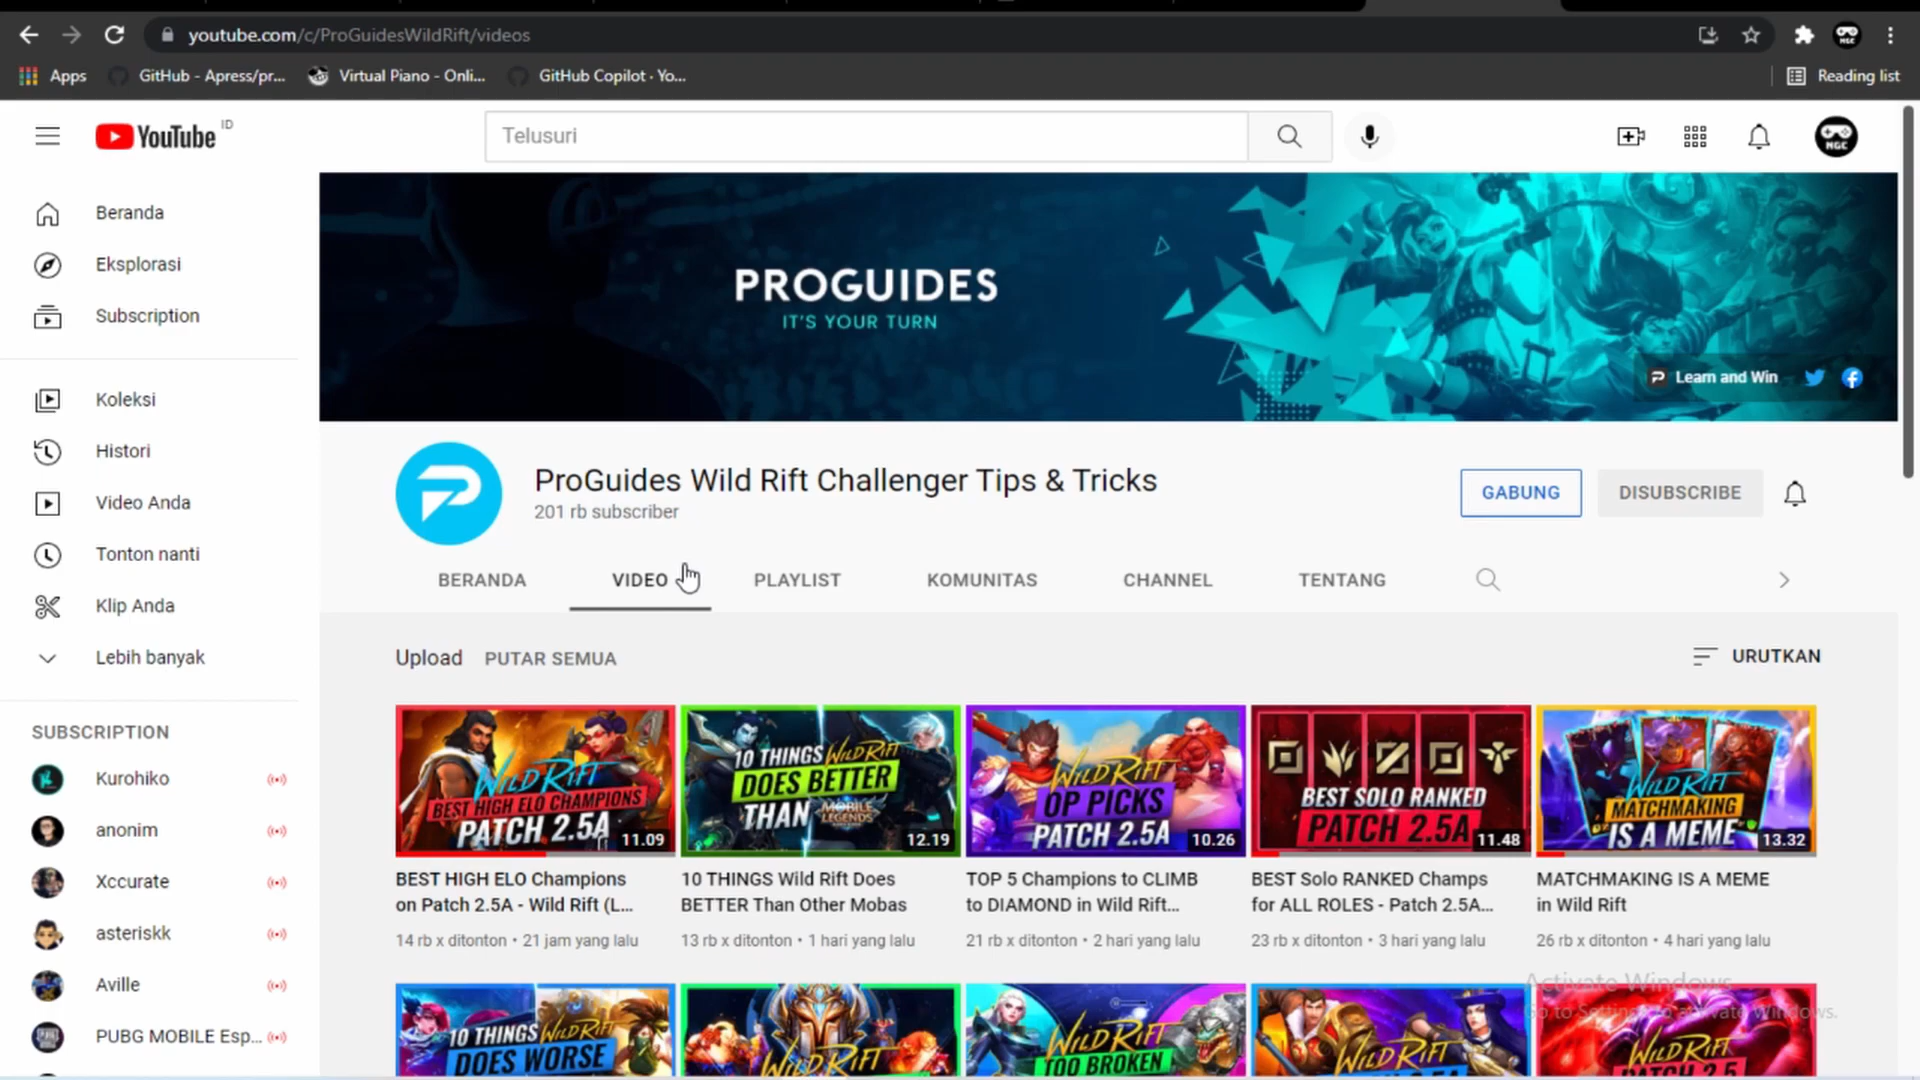 youtube.com/c/ProGuidesWildRift/videos
Apps
GitHub - Apress/pr...
Virtual Piano - Onli...
GitHub Copilot · Yo...
Reading list
YouTube ID
Telusuri
NGC
Beranda
Eksplorasi
Subscription
Koleksi
Histori
Video Anda
Tonton nanti
Klip Anda
Lebih banyak
SUBSCRIPTION
Kurohiko
anonim
Xccurate
asteriskk
Aville
PUBG MOBILE Esp...
PROGUIDES
IT'S YOUR TURN
Learn and Win
ProGuides Wild Rift Challenger Tips & Tricks
201 rb subscriber
GABUNG
DISUBSCRIBE
BERANDA
VIDEO
PLAYLIST
KOMUNITAS
CHANNEL
TENTANG
Upload
PUTAR SEMUA
URUTKAN
WILD RIFT
BEST HIGH ELO CHAMPIONS
PATCH 2.5A
11.09
BEST HIGH ELO Champions
on Patch 2.5A - Wild Rift (L...
14 rb x ditonton • 21 jam yang lalu
10 THINGS WILD RIFT
DOES BETTER
THAN MOBILE LEGENDS
12.19
10 THINGS Wild Rift Does
BETTER Than Other Mobas
13 rb x ditonton • 1 hari yang lalu
WILD RIFT
OP PICKS
PATCH 2.5A
10.26
TOP 5 Champions to CLIMB
to DIAMOND in Wild Rift...
21 rb x ditonton • 2 hari yang lalu
BEST SOLO RANKED
PATCH 2.5A
11.48
BEST Solo RANKED Champs
for ALL ROLES - Patch 2.5A...
23 rb x ditonton • 3 hari yang lalu
WILD RIFT
MATCHMAKING
IS A MEME
13.32
MATCHMAKING IS A MEME
in Wild Rift
26 rb x ditonton • 4 hari yang lalu
10 THINGS WILD RIFT
DOES WORSE
WILD RIFT
WILD RIFT
TOO BROKEN
WILD RIFT
WILD RIFT
Activate Windows
Go to Settings to activate Windows.